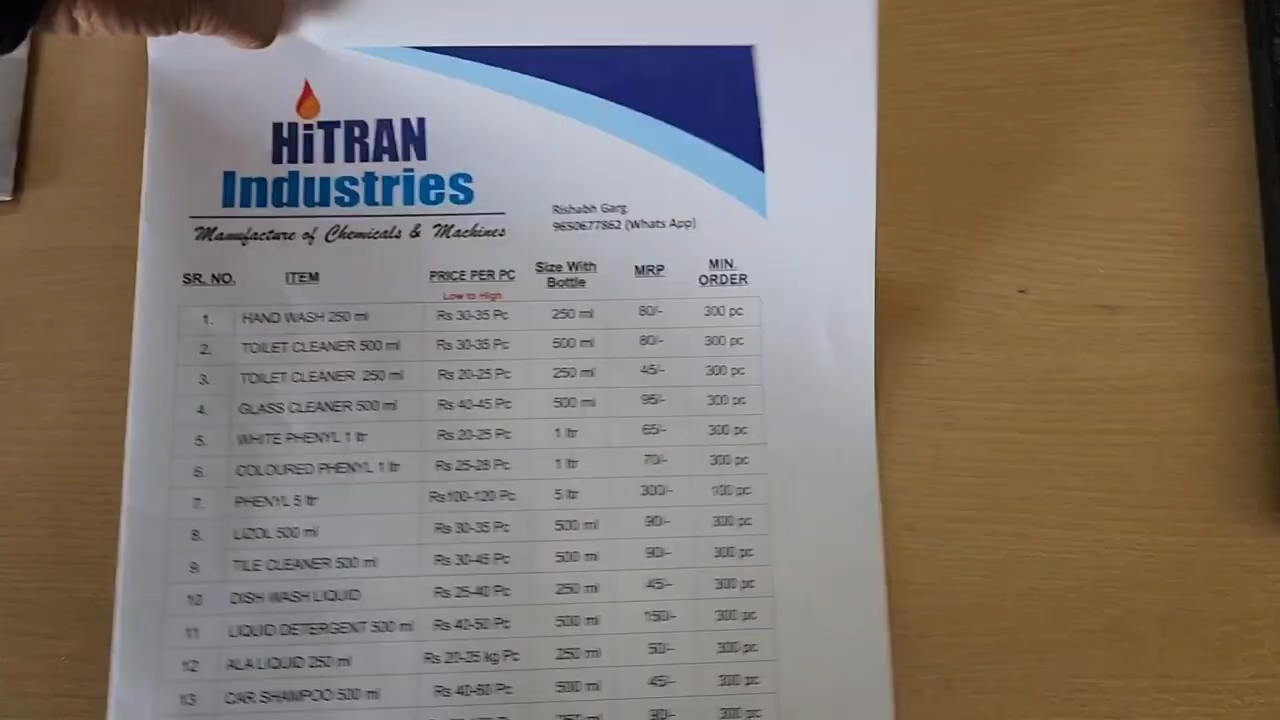 HiTRAN
Industries
Manufacture of Chemicals & Machines
Rishabh Garg
9650677862 (Whats App)
SR. NO. ITEM PRICE PER PC Size With Bottle MRP MIN. ORDER
Low to High
1. HAND WASH 250 ml Rs 30-35 Pc 250 ml 80/- 300 pc
2. TOILET CLEANER 500 ml Rs 30-35 Pc 500 ml 80/- 300 pc
3. TOILET CLEANER 250 ml Rs 20-25 Pc 250 ml 45/- 300 pc
4. GLASS CLEANER 500 ml Rs 40-45 Pc 500 ml 95/- 300 pc
5. WHITE PHENYL 1 ltr Rs 20-25 Pc 1 ltr 65/- 300 pc
6. COLOURED PHENYL 1 ltr Rs 25-28 Pc 1 ltr 70/- 300 pc
7. PHENYL 5 ltr Rs100-120 Pc 5 ltr 300/- 100 pc
8. LIZOL 500 ml Rs 30-35 Pc 500 ml 90/- 300 pc
9. TILE CLEANER 500 ml Rs 30-45 Pc 500 ml 90/- 300 pc
10 DISH WASH LIQUID Rs 25-40 Pc 250 ml 45/- 300 pc
11 LIQUID DETERGENT 500 ml Rs 40-50 Pc 500 ml 150/- 300 pc
12 ALA LIQUID 250 ml Rs 20-25 kg Pc 250 ml 50/- 300 pc
13 CAR SHAMPOO 500 ml Rs 40-60 Pc 500 ml 45/- 300 pc